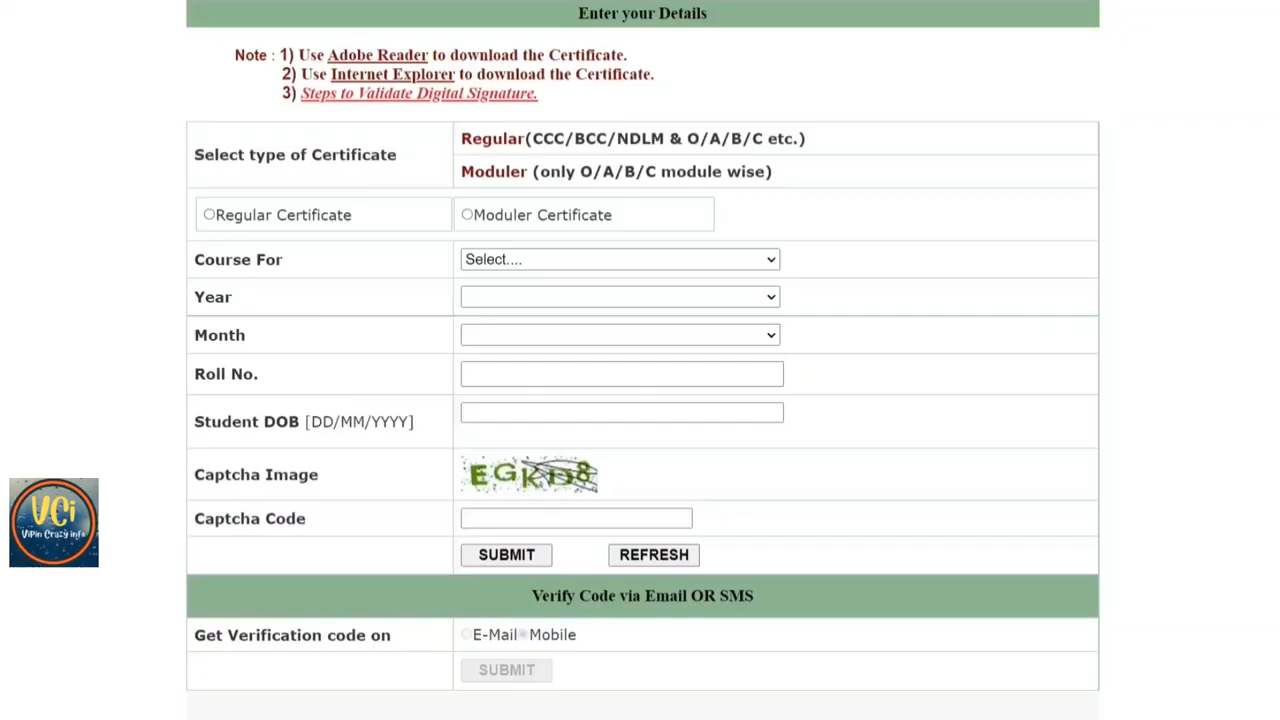 Enter your Details
Note : 1) Use Adobe Reader to download the Certificate.
2) Use Internet Explorer to download the Certificate.
3) Steps to Validate Digital Signature.
Select type of Certificate
Regular(CCC/BCC/NDLM & O/A/B/C etc.)
Moduler (only O/A/B/C module wise)
Regular Certificate
Moduler Certificate
Course For
Select....
Year
Month
Roll No.
Student DOB [DD/MM/YYYY]
Captcha Image
EGKD8
Captcha Code
SUBMIT
REFRESH
Verify Code via Email OR SMS
Get Verification code on
E-Mail Mobile
SUBMIT
VCi
ViPin Crazy info